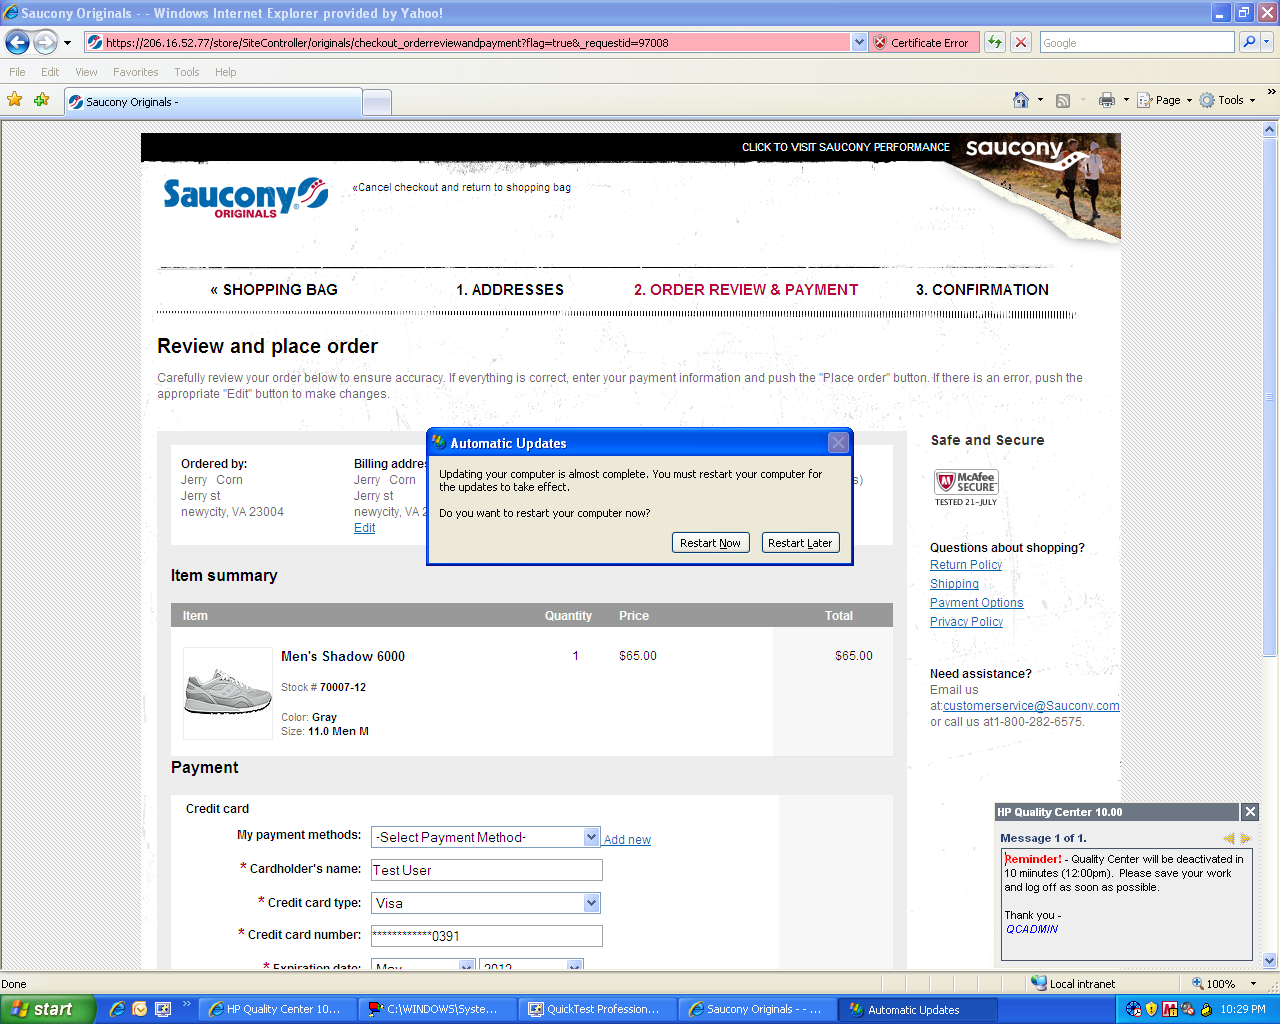 Saucony Originals - - Windows Internet Explorer provided by Yahoo!
https://206.16.52.77/store/SiteController/originals/checkout_orderreviewandpayment?flag=true&_requestid=97008
Certificate Error
Google
File Edit View Favorites Tools Help
Saucony Originals -
Page Tools »
CLICK TO VISIT SAUCONY PERFORMANCE
saucony
Saucony
ORIGINALS
«Cancel checkout and return to shopping bag
« SHOPPING BAG 1. ADDRESSES 2. ORDER REVIEW & PAYMENT 3. CONFIRMATION
Review and place order
Carefully review your order below to ensure accuracy. If everything is correct, enter your payment information and push the "Place order" button. If there is an error, push the
appropriate "Edit" button to make changes.
Ordered by:
Jerry Corn
Jerry st
newycity, VA 23004
Billing addre
Jerry Corn
Jerry st
newycity, VA 2
Edit
s)
Automatic Updates
Updating your computer is almost complete. You must restart your computer for
the updates to take effect.
Do you want to restart your computer now?
Restart Now Restart Later
Safe and Secure
McAfee
SECURE
TESTED 21-JULY
Questions about shopping?
Return Policy
Shipping
Payment Options
Privacy Policy
Need assistance?
Email us
at:customerservice@Saucony.com
or call us at1-800-282-6575.
Item summary
Item Quantity Price Total
Men's Shadow 6000 1 $65.00 $65.00
Stock # 70007-12
Color: Gray
Size: 11.0 Men M
Payment
Credit card
My payment methods: -Select Payment Method- Add new
* Cardholder's name: Test User
* Credit card type: Visa
* Credit card number: ************0391
* Expiration date: May 2012
HP Quality Center 10.00
Message 1 of 1.
Reminder! - Quality Center will be deactivated in
10 miinutes (12:00pm). Please save your work
and log off as soon as possible.
Thank you -
QCADMIN
Done
Local intranet
100%
start
»
HP Quality Center 10...
C:\WINDOWS\Syste...
QuickTest Profession...
Saucony Originals - - ...
Automatic Updates
10:29 PM